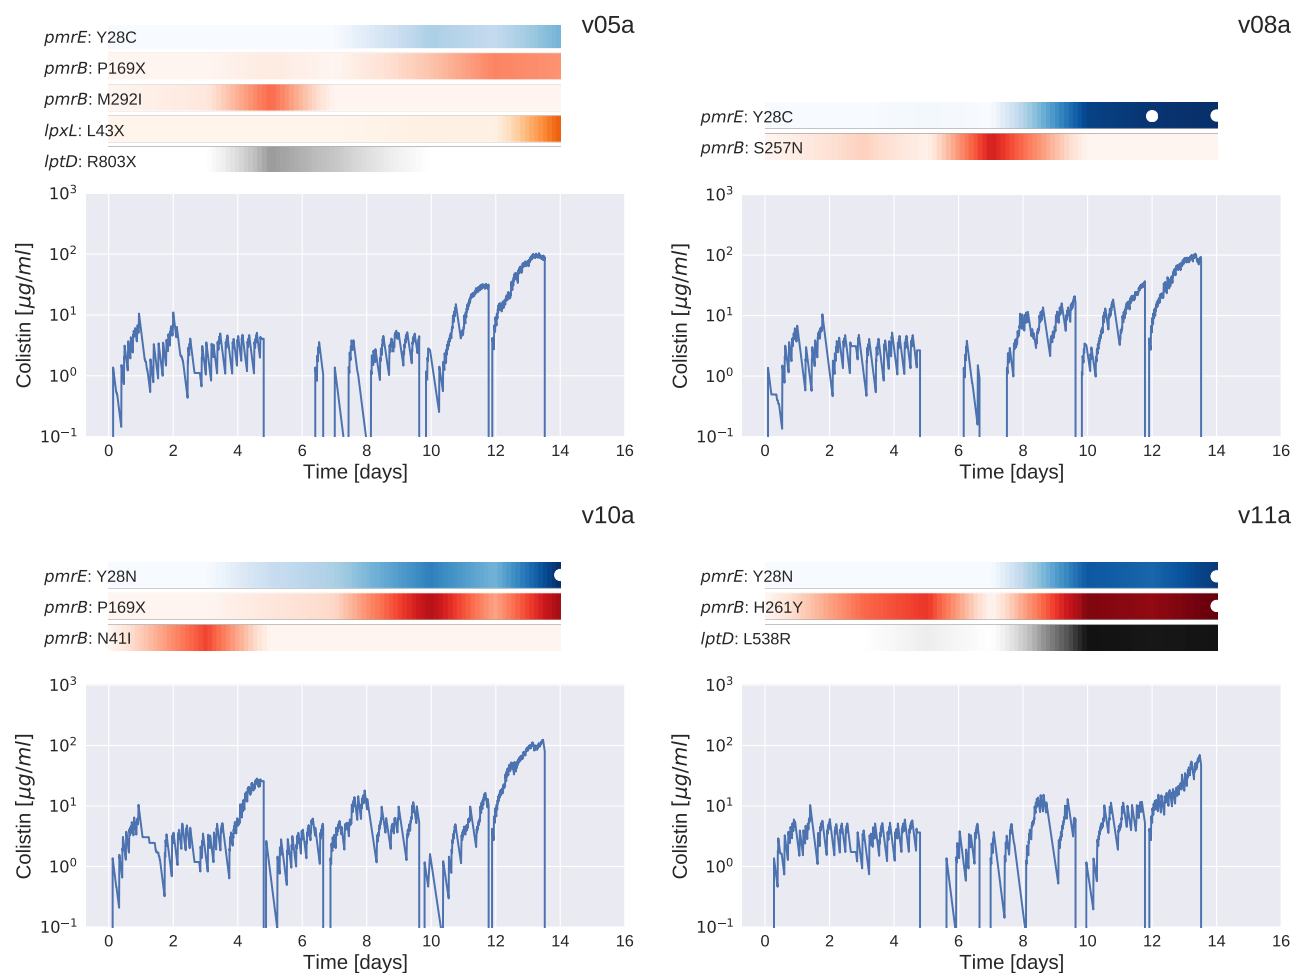 v05a
pmrE: Y28C
pmrB: P169X
pmrB: M292I
lpxL: L43X
lptD: R803X
10³
10²
10¹
10⁰
10⁻¹
Colistin [μg/ml]
0 2 4 6 8 10 12 14 16
Time [days]
v08a
pmrE: Y28C
pmrB: S257N
10³
10²
10¹
10⁰
10⁻¹
Colistin [μg/ml]
0 2 4 6 8 10 12 14 16
Time [days]
v10a
pmrE: Y28N
pmrB: P169X
pmrB: N41I
10³
10²
10¹
10⁰
10⁻¹
Colistin [μg/ml]
0 2 4 6 8 10 12 14 16
Time [days]
v11a
pmrE: Y28N
pmrB: H261Y
lptD: L538R
10³
10²
10¹
10⁰
10⁻¹
Colistin [μg/ml]
0 2 4 6 8 10 12 14 16
Time [days]